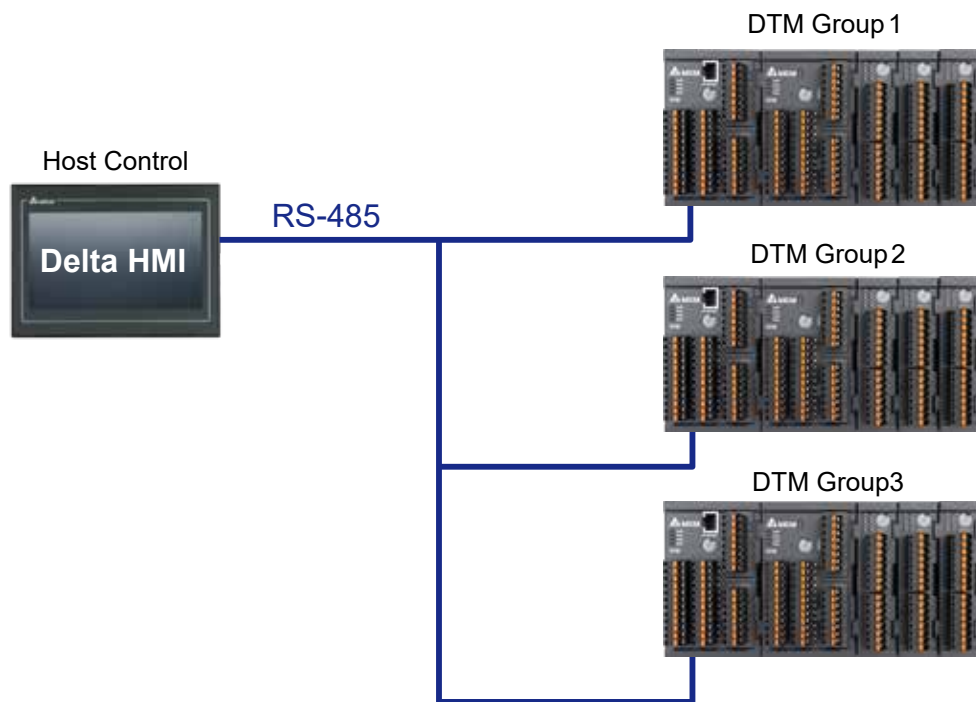 DTM Group 1
Host Control
RS-485
Delta HMI
DTM Group 2
DTM Group3